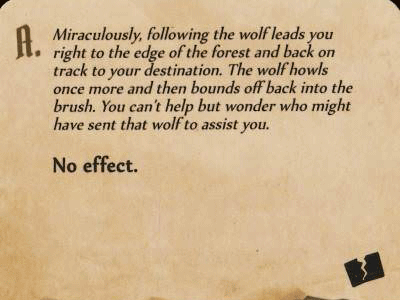 A. Miraculously, following the wolf leads you
right to the edge of the forest and back on
track to your destination. The wolf howls
once more and then bounds off back into the
brush. You can't help but wonder who might
have sent that wolf to assist you.
No effect.